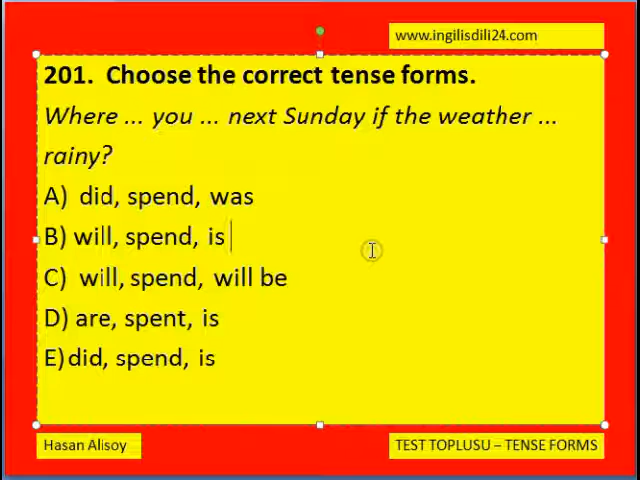 www.ingilisdili24.com
201. Choose the correct tense forms.
Where ... you ... next Sunday if the weather ...
rainy?
A) did, spend, was
B) will, spend, is
C) will, spend, will be
D) are, spent, is
E) did, spend, is
Hasan Alisoy
TEST TOPLUSU – TENSE FORMS